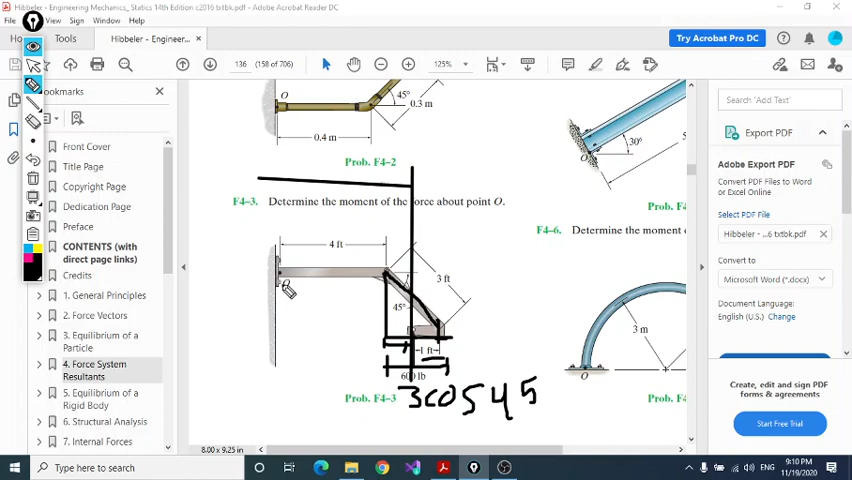 Hibbeler - Engineering Mechanics_ Statics 14th Edition c2016 txtbk.pdf - Adobe Acrobat Reader DC
View Sign Window Help
Tools
Hibbeler - Engineer...
Try Acrobat Pro DC
136 (158 of 706)
125%
Front Cover
Title Page
Copyright Page
Dedication Page
Preface
CONTENTS (with
direct page links)
Credits
1. General Principles
2. Force Vectors
3. Equilibrium of a
Particle
4. Force System
Resultants
5. Equilibrium of a
Rigid Body
6. Structural Analysis
7. Internal Forces
8.00 x 9.25 in
O
45°
0.3 m
0.4 m
Prob. F4-2
F4-3. Determine the moment of the force about point O.
4 ft
3 ft
45°
1 ft
600 lb
3cos45
Prob. F4-3
30°
O
5
Prob. F4-
F4-6. Determine the moment
3 m
O
Prob. F4-
Search 'Add Text'
Export PDF
Adobe Export PDF
Convert PDF Files to Word
or Excel Online
Select PDF File
Hibbeler -...6 txtbk.pdf
Convert to
Microsoft Word (*.docx)
Document Language:
English (U.S.) Change
Create, edit and sign PDF
forms & agreements
Start Free Trial
Type here to search
ENG
9:10 PM
11/19/2020